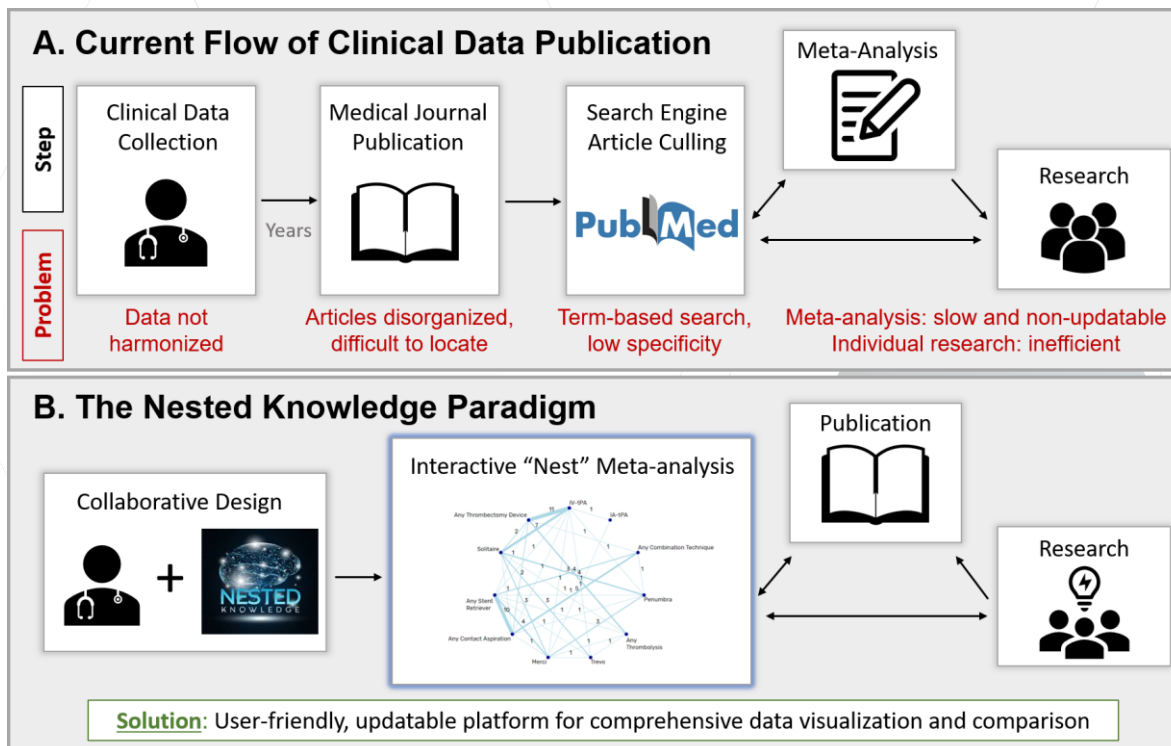 A. Current Flow of Clinical Data Publication
Step
Problem
Clinical Data
Collection
Years
Medical Journal
Publication
Search Engine
Article Culling
PubMed
Meta-Analysis
Research
Data not
harmonized
Articles disorganized,
difficult to locate
Term-based search,
low specificity
Meta-analysis: slow and non-updatable
Individual research: inefficient
B. The Nested Knowledge Paradigm
Collaborative Design
+
NESTED
KNOWLEDGE
Interactive “Nest” Meta-analysis
IV-tPA
IA-tPA
Any Combination Technique
Penumbra
Any
Thrombolysis
Trevo
Merci
Any Contact Aspiration
Any Stent
Retriever
Solitaire
Any Thrombectomy Device
Publication
Research
Solution: User-friendly, updatable platform for comprehensive data visualization and comparison